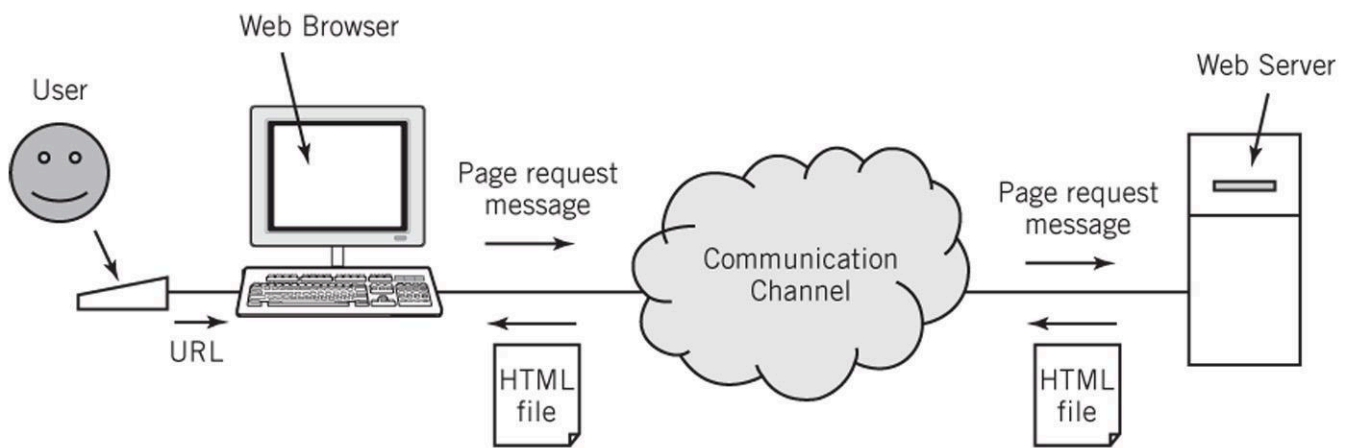 Web Browser
User
Web Server
Page request
message
Page request
message
Communication
Channel
URL
HTML
file
HTML
file